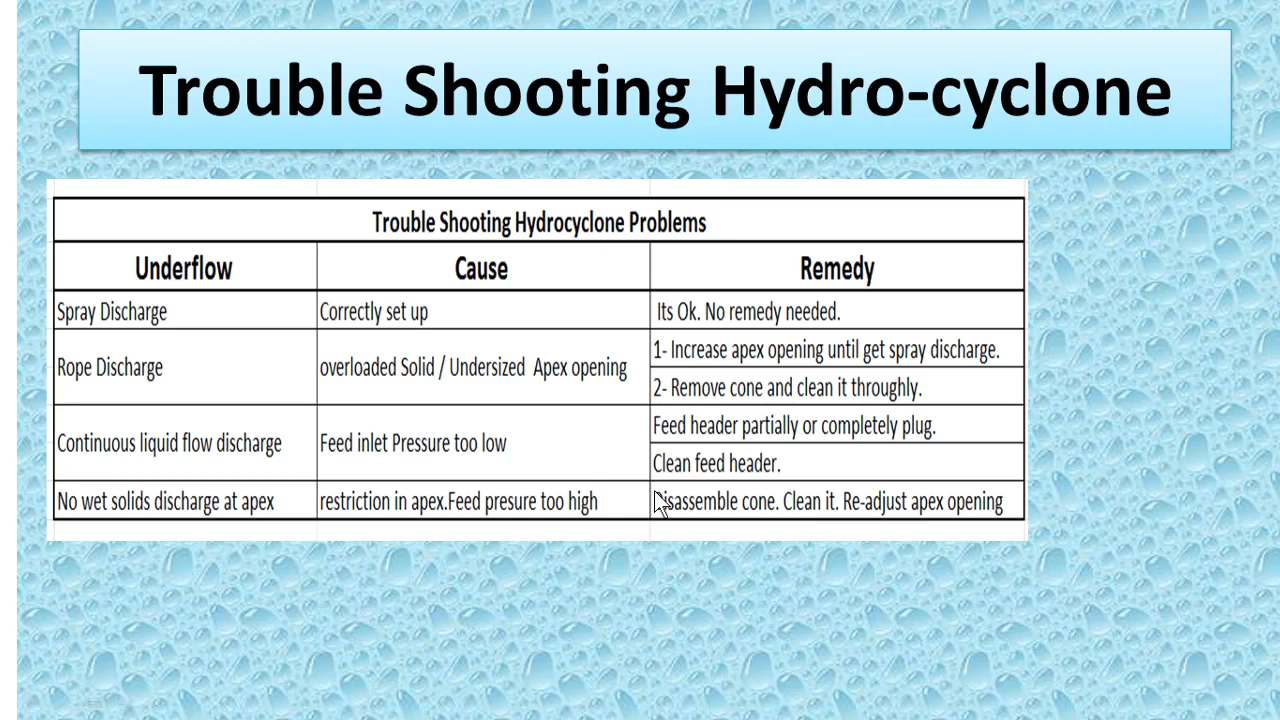 Trouble Shooting Hydro-cyclone
Trouble Shooting Hydrocyclone Problems
Underflow Cause Remedy
Spray Discharge Correctly set up Its Ok. No remedy needed.
Rope Discharge overloaded Solid / Undersized Apex opening 1- Increase apex opening until get spray discharge.
2- Remove cone and clean it throughly.
Continuous liquid flow discharge Feed inlet Pressure too low Feed header partially or completely plug.
Clean feed header.
No wet solids discharge at apex restriction in apex.Feed presure too high Disassemble cone. Clean it. Re-adjust apex opening